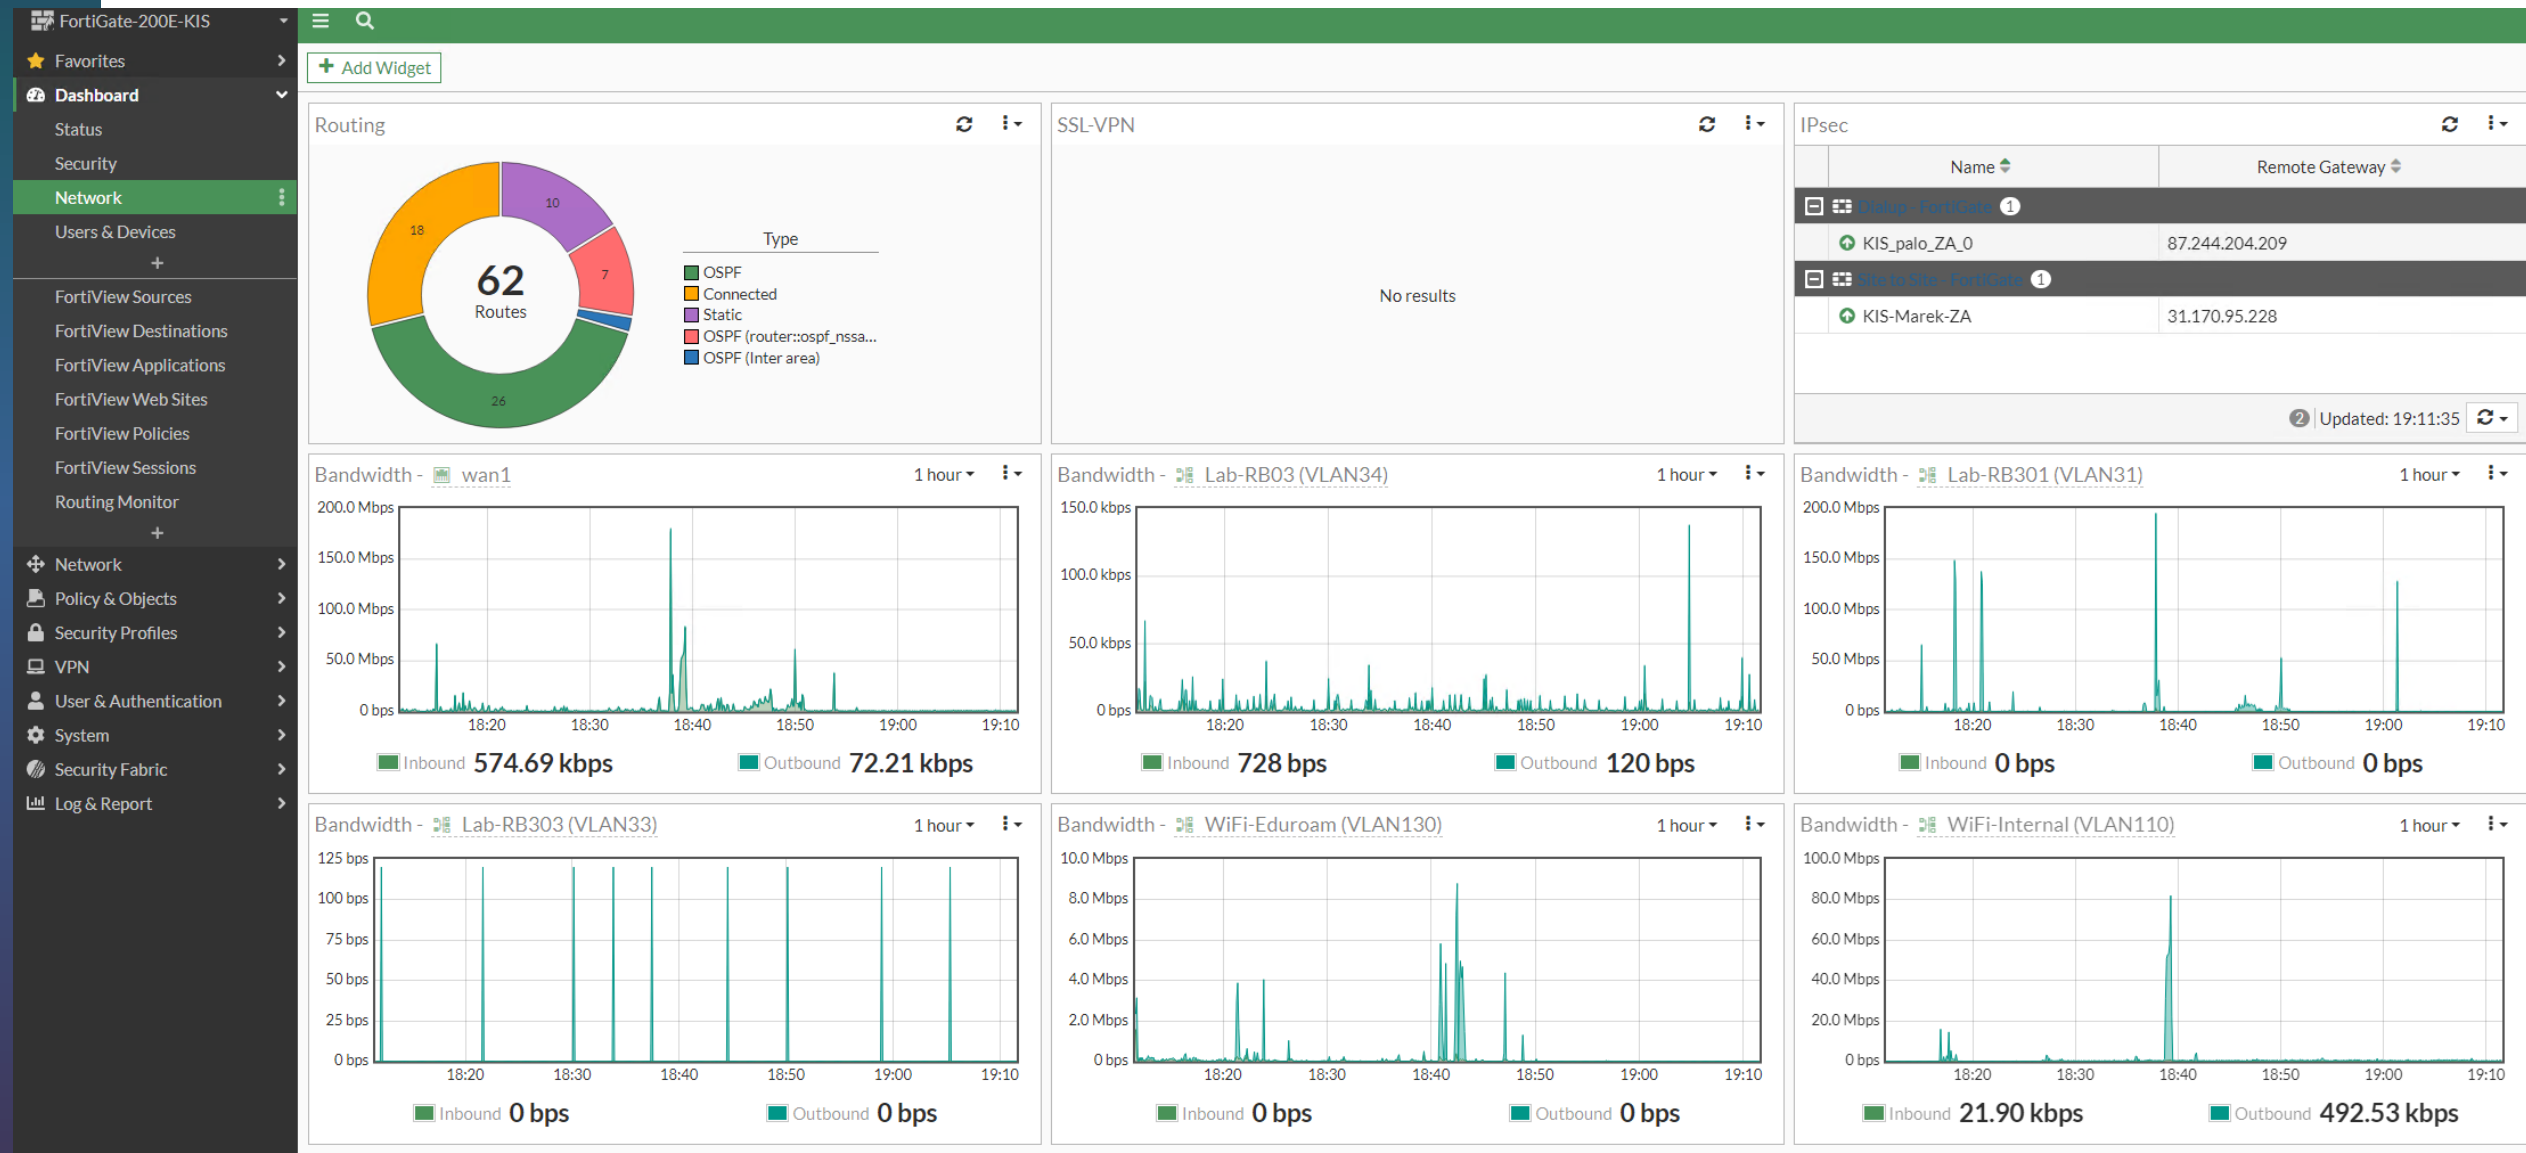 FortiGate-200E-KIS
Favorites
Dashboard
Status
Security
Network
Users & Devices
+
FortiView Sources
FortiView Destinations
FortiView Applications
FortiView Web Sites
FortiView Policies
FortiView Sessions
Routing Monitor
+
Network
Policy & Objects
Security Profiles
VPN
User & Authentication
System
Security Fabric
Log & Report
+ Add Widget
Routing
10
18
7
26
62
Routes
Type
OSPF
Connected
Static
OSPF (router::ospf_nssa...
OSPF (Inter area)
SSL-VPN
No results
IPsec
Name Remote Gateway
Dialup - FortiGate 1
KIS_palo_ZA_0 87.244.204.209
Site to Site - FortiGate 1
KIS-Marek-ZA 31.170.95.228
2 Updated: 19:11:35
Bandwidth - wan1 1 hour
200.0 Mbps
150.0 Mbps
100.0 Mbps
50.0 Mbps
0 bps
18:20 18:30 18:40 18:50 19:00 19:10
Inbound 574.69 kbps Outbound 72.21 kbps
Bandwidth - Lab-RB03 (VLAN34) 1 hour
150.0 kbps
100.0 kbps
50.0 kbps
0 bps
18:20 18:30 18:40 18:50 19:00 19:10
Inbound 728 bps Outbound 120 bps
Bandwidth - Lab-RB301 (VLAN31) 1 hour
200.0 Mbps
150.0 Mbps
100.0 Mbps
50.0 Mbps
0 bps
18:20 18:30 18:40 18:50 19:00 19:10
Inbound 0 bps Outbound 0 bps
Bandwidth - Lab-RB303 (VLAN33) 1 hour
125 bps
100 bps
75 bps
50 bps
25 bps
0 bps
18:20 18:30 18:40 18:50 19:00 19:10
Inbound 0 bps Outbound 0 bps
Bandwidth - WiFi-Eduroam (VLAN130) 1 hour
10.0 Mbps
8.0 Mbps
6.0 Mbps
4.0 Mbps
2.0 Mbps
0 bps
18:20 18:30 18:40 18:50 19:00 19:10
Inbound 0 bps Outbound 0 bps
Bandwidth - WiFi-Internal (VLAN110) 1 hour
100.0 Mbps
80.0 Mbps
60.0 Mbps
40.0 Mbps
20.0 Mbps
0 bps
18:20 18:30 18:40 18:50 19:00 19:10
Inbound 21.90 kbps Outbound 492.53 kbps